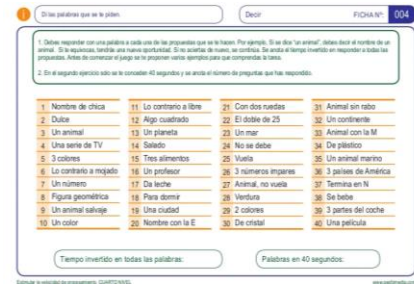 Di las palabras que se te piden
Decir
FICHA Nº: 004
1. Debes responder con una palabra a cada una de las propuestas que se te hacen. Por ejemplo, Si se dice "un animal", debes decir el nombre de un
animal. Si te equivocas, tendrás una nueva oportunidad. Si no aciertas de nuevo, se continúa. Se anota el tiempo invertido en responder a todas las
propuestas. Antes de comenzar el juego se te proponen varios ejemplos para que comprendas la tarea.
2. En el segundo ejercicio sólo se te conceden 40 segundos y se anota el número de preguntas que has respondido.
1 Nombre de chica
2 Dulce
3 Un animal
4 Una serie de TV
5 3 colores
6 Lo contrario a mojado
7 Un número
8 Figura geométrica
9 Un animal salvaje
10 Un color
11 Lo contrario a libre
12 Algo cuadrado
13 Un planeta
14 Salado
15 Tres alimentos
16 Un profesor
17 Da leche
18 Para dormir
19 Una ciudad
20 Nombre con la E
21 Con dos ruedas
22 El doble de 25
23 Un mar
24 No se debe
25 Vuela
26 3 números impares
27 Animal, no vuela
28 Verdura
29 2 colores
30 De cristal
31 Animal sin rabo
32 Un continente
33 Animal con la M
34 De plástico
35 Un animal marino
36 3 países de América
37 Termina en N
38 Se bebe
39 3 partes del coche
40 Una película
Tiempo invertido en todas las palabras:
Palabras en 40 segundos:
Estimular la velocidad de procesamiento. CUARTO NIVEL